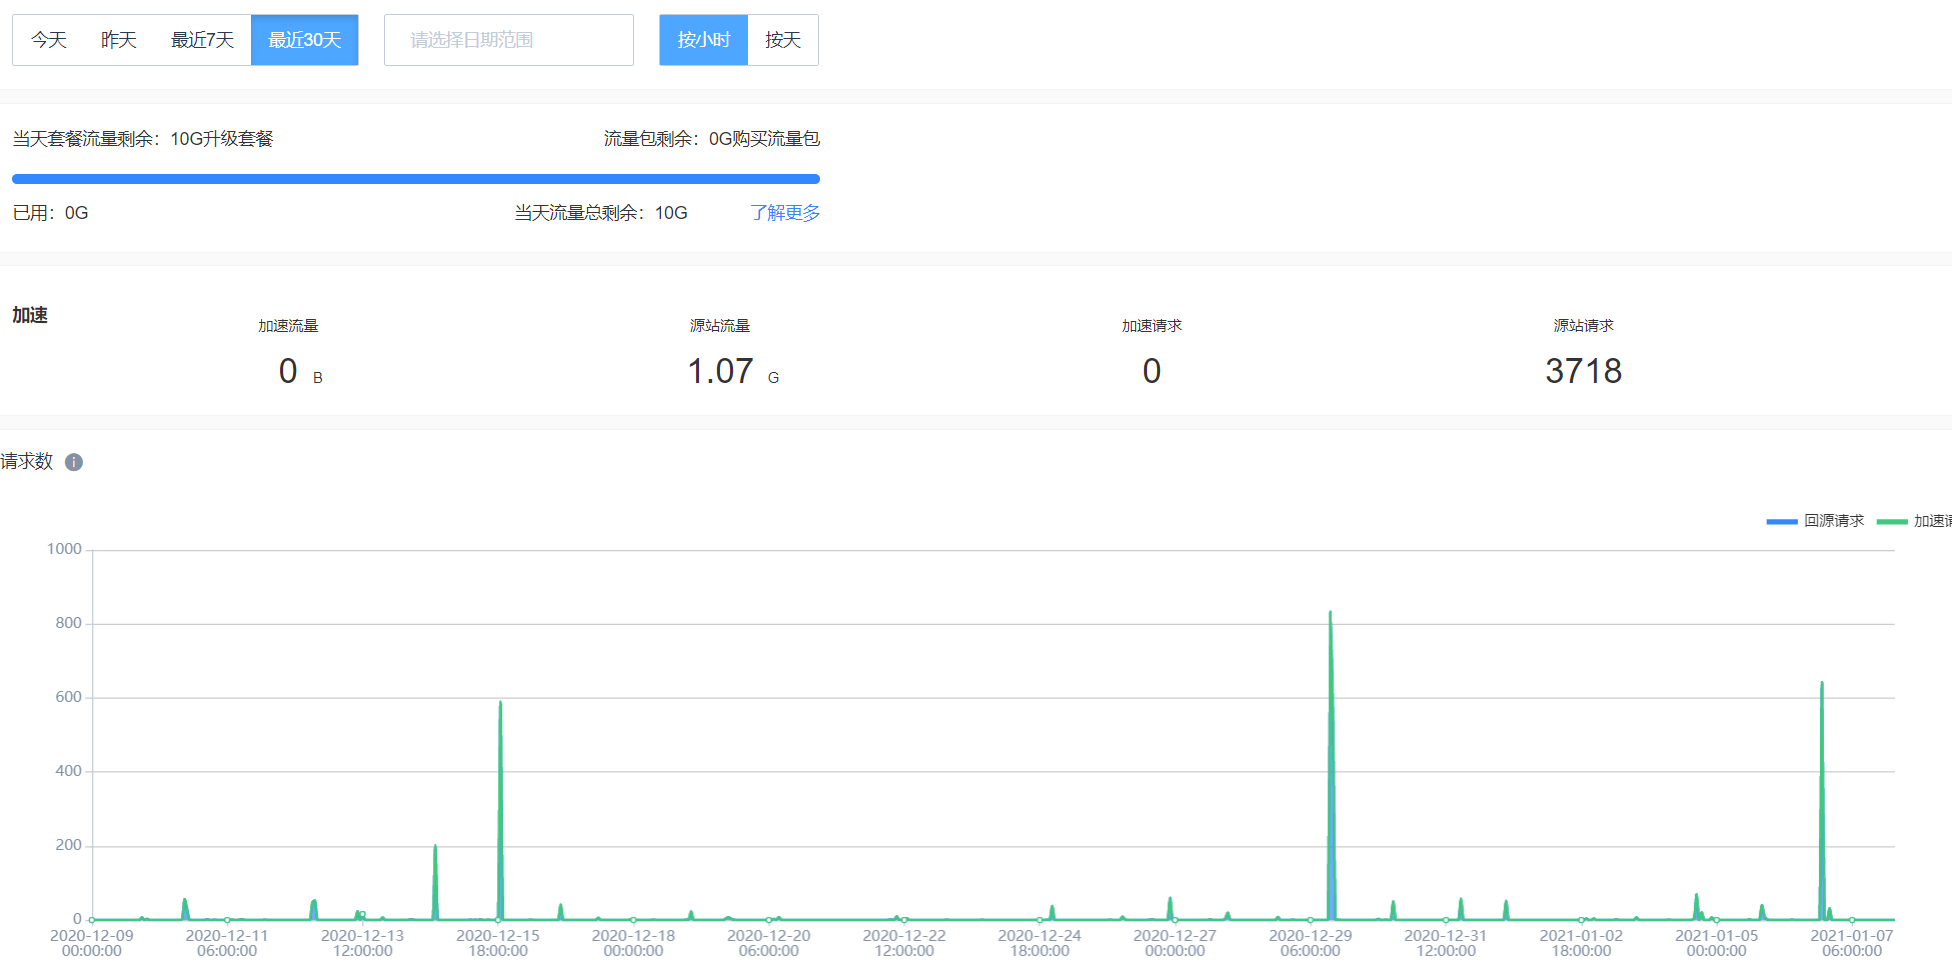 今天 昨天 最近7天 最近30天 请选择日期范围 按小时 按天
当天套餐流量剩余：10G升级套餐 流量包剩余：0G购买流量包
已用：0G 当天流量总剩余：10G 了解更多
加速
加速流量 源站流量 加速请求 源站请求
0 B 1.07 G 0 3718
请求数
回源请求 加速请
1000
800
600
400
200
0
2020-12-09 2020-12-11 2020-12-13 2020-12-15 2020-12-18 2020-12-20 2020-12-22 2020-12-24 2020-12-27 2020-12-29 2020-12-31 2021-01-02 2021-01-05 2021-01-07
00:00:00 06:00:00 12:00:00 18:00:00 00:00:00 06:00:00 12:00:00 18:00:00 00:00:00 06:00:00 12:00:00 18:00:00 00:00:00 06:00:00